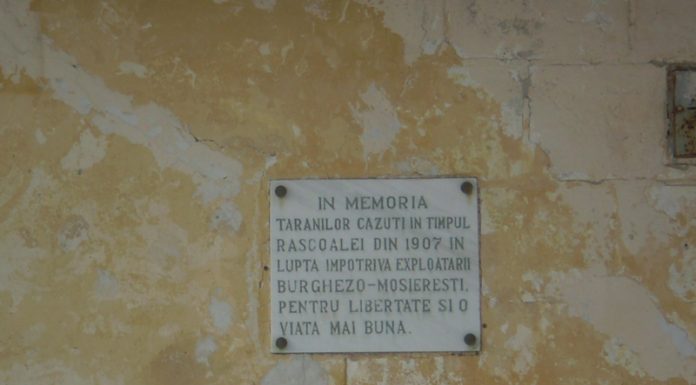 IN MEMORIA
TARANILOR CAZUTI IN TIMPUL
RASCOALEI DIN 1907 IN
LUPTA IMPOTRIVA EXPLOATARII
BURGHEZO-MOSIERESTI,
PENTRU LIBERTATE SI O
VIATA MAI BUNA.